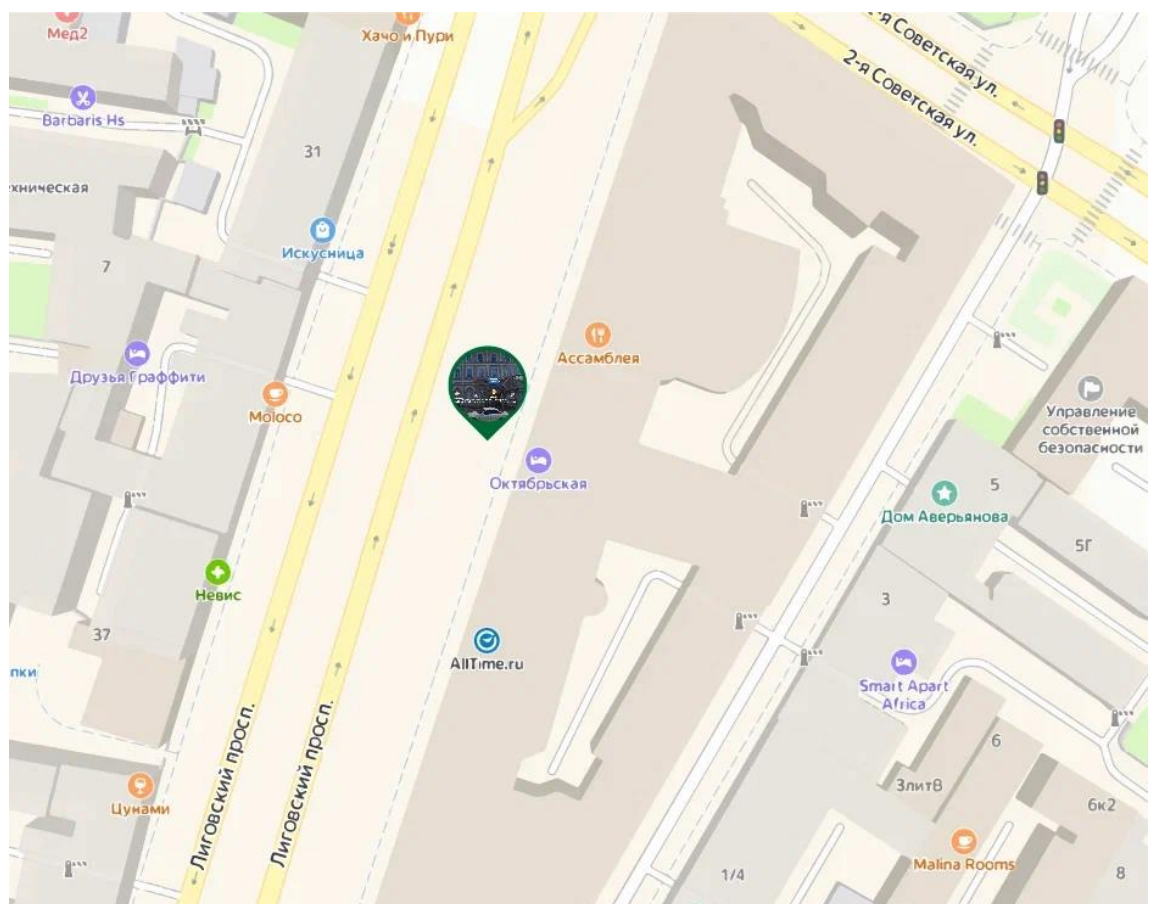 Мед2
Хачо и Пури
2-я Советская ул.
Barbaris Hs
31
хническая
Искусница
7
Ассамблея
Друзья Граффити
Moloco
Управление
собственной
безопасности
Октябрьская
5
Дом Аверьянова
5Г
Невис
3
37
AllTime.ru
пки
Smart Apart
Africa
Лиговский просп.
Лиговский просп.
6
3литВ
Цунами
6к2
Malina Rooms
1/4
8